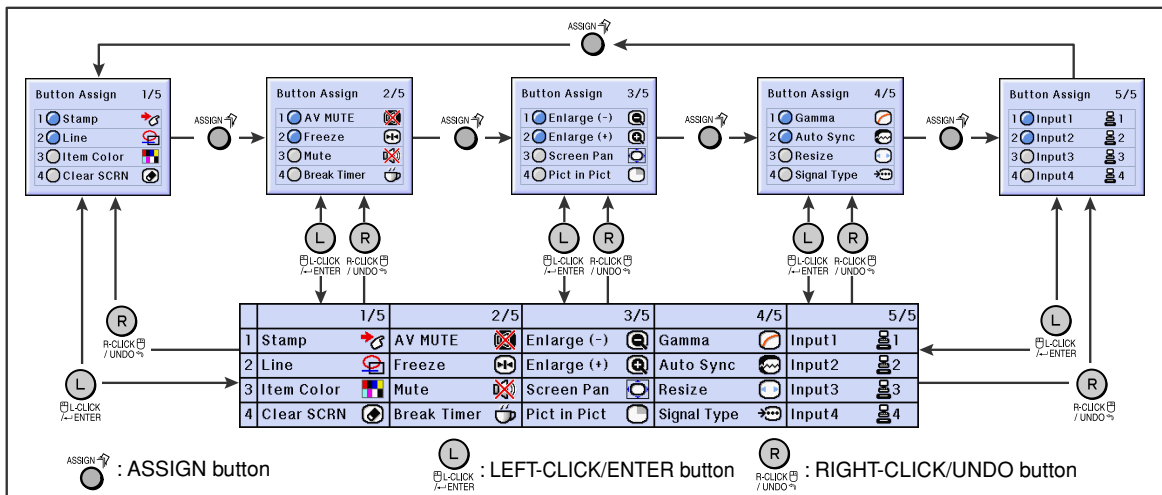 ASSIGN
Button Assign 1/5
1 Stamp
2 Line
3 Item Color
4 Clear SCRN
ASSIGN
Button Assign 2/5
1 AV MUTE
2 Freeze
3 Mute
4 Break Timer
ASSIGN
Button Assign 3/5
1 Enlarge (-)
2 Enlarge (+)
3 Screen Pan
4 Pict in Pict
ASSIGN
Button Assign 4/5
1 Gamma
2 Auto Sync
3 Resize
4 Signal Type
ASSIGN
Button Assign 5/5
1 Input1 1
2 Input2 2
3 Input3 3
4 Input4 4
L
L-CLICK
/ ENTER
R
R-CLICK
/ UNDO
L
L-CLICK
/ ENTER
R
R-CLICK
/ UNDO
L
L-CLICK
/ ENTER
R
R-CLICK
/ UNDO
R
R-CLICK
/ UNDO
L
L-CLICK
/ ENTER
L
L-CLICK
/ ENTER
R
R-CLICK
/ UNDO
1/5 2/5 3/5 4/5 5/5
1 Stamp AV MUTE Enlarge (-) Gamma Input1 1
2 Line Freeze Enlarge (+) Auto Sync Input2 2
3 Item Color Mute Screen Pan Resize Input3 3
4 Clear SCRN Break Timer Pict in Pict Signal Type Input4 4
ASSIGN
: ASSIGN button
L
L-CLICK
/ ENTER
: LEFT-CLICK/ENTER button
R
R-CLICK
/ UNDO
: RIGHT-CLICK/UNDO button